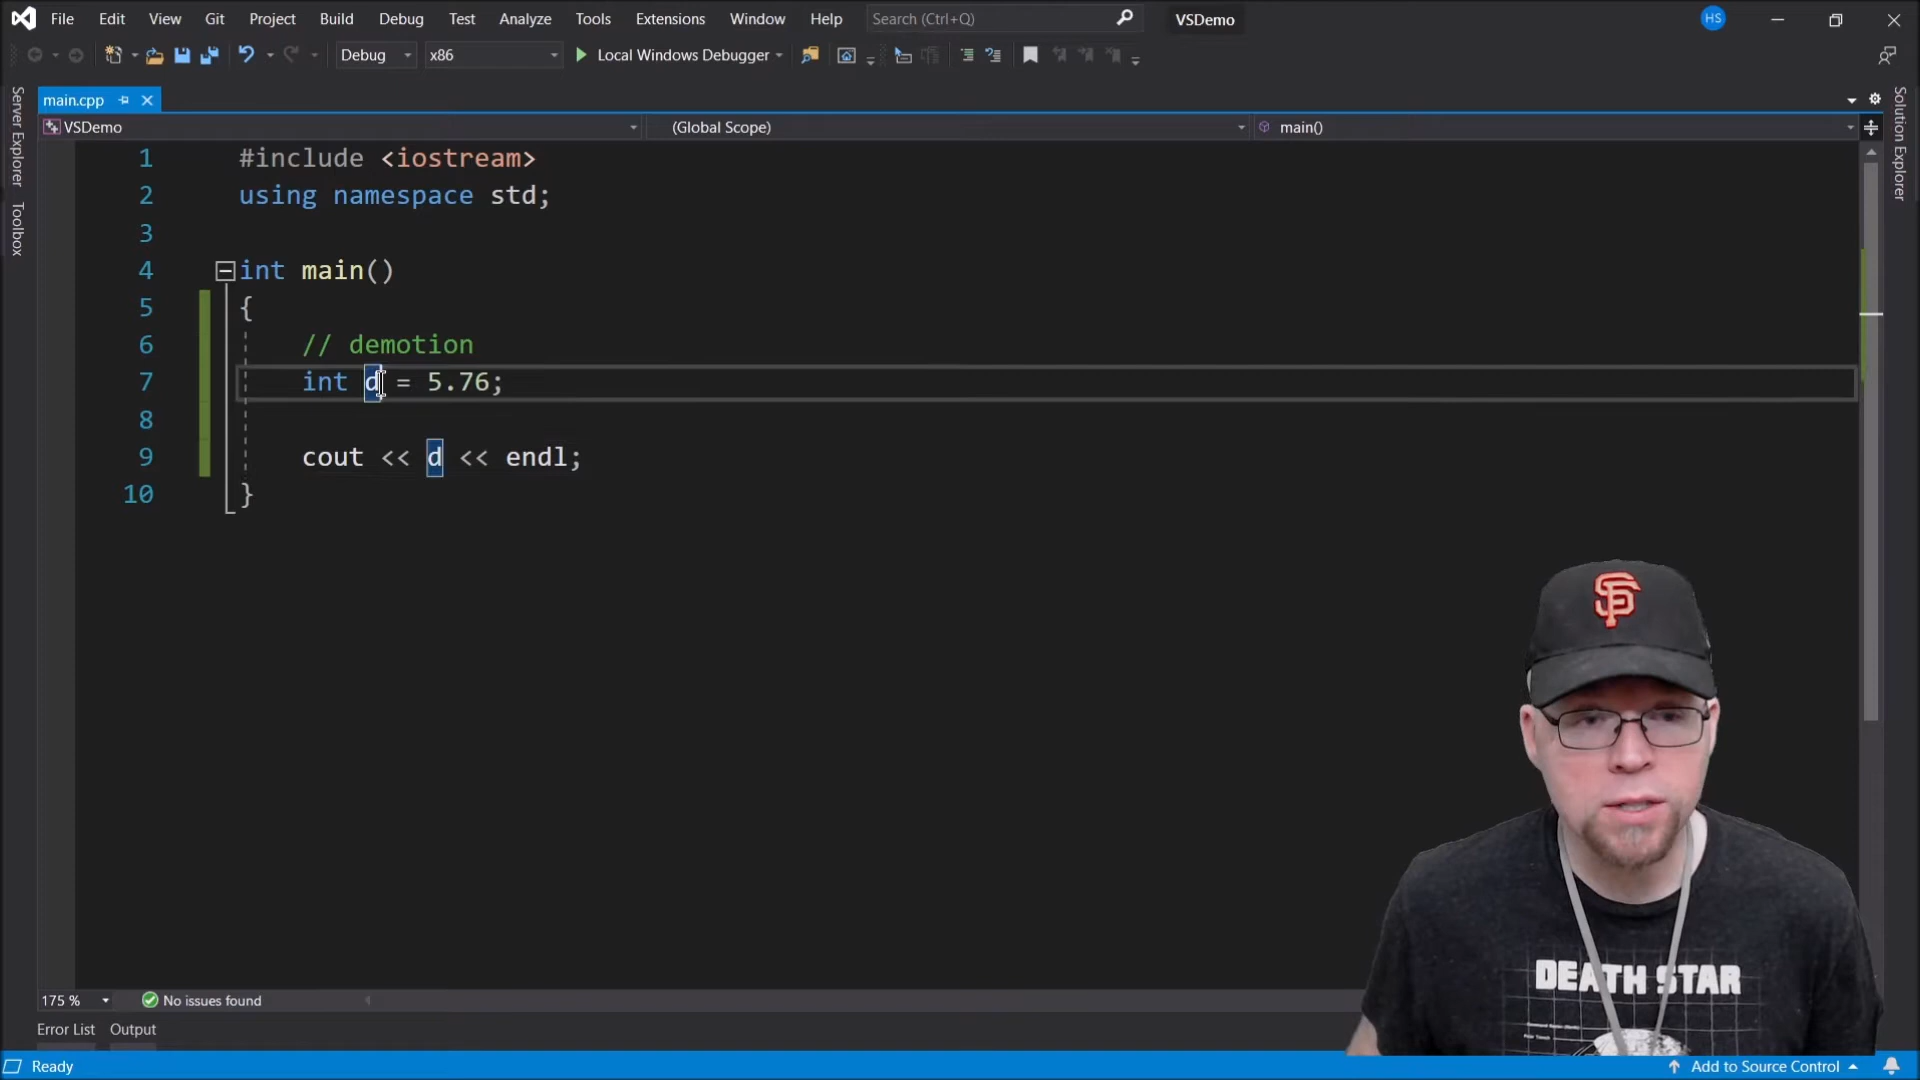 File Edit View Git Project Build Debug Test Analyze Tools Extensions Window Help Search (Ctrl+Q) VSDemo HS
Debug x86 Local Windows Debugger
main.cpp
VSDemo (Global Scope) main()
Server Explorer
Toolbox
Solution Explorer
1 #include <iostream>
2 using namespace std;
3
4 int main()
5 {
6 // demotion
7 int d = 5.76;
8
9 cout << d << endl;
10 }
SF
DEATH STAR
175 % No issues found
Error List Output
Ready Add to Source Control